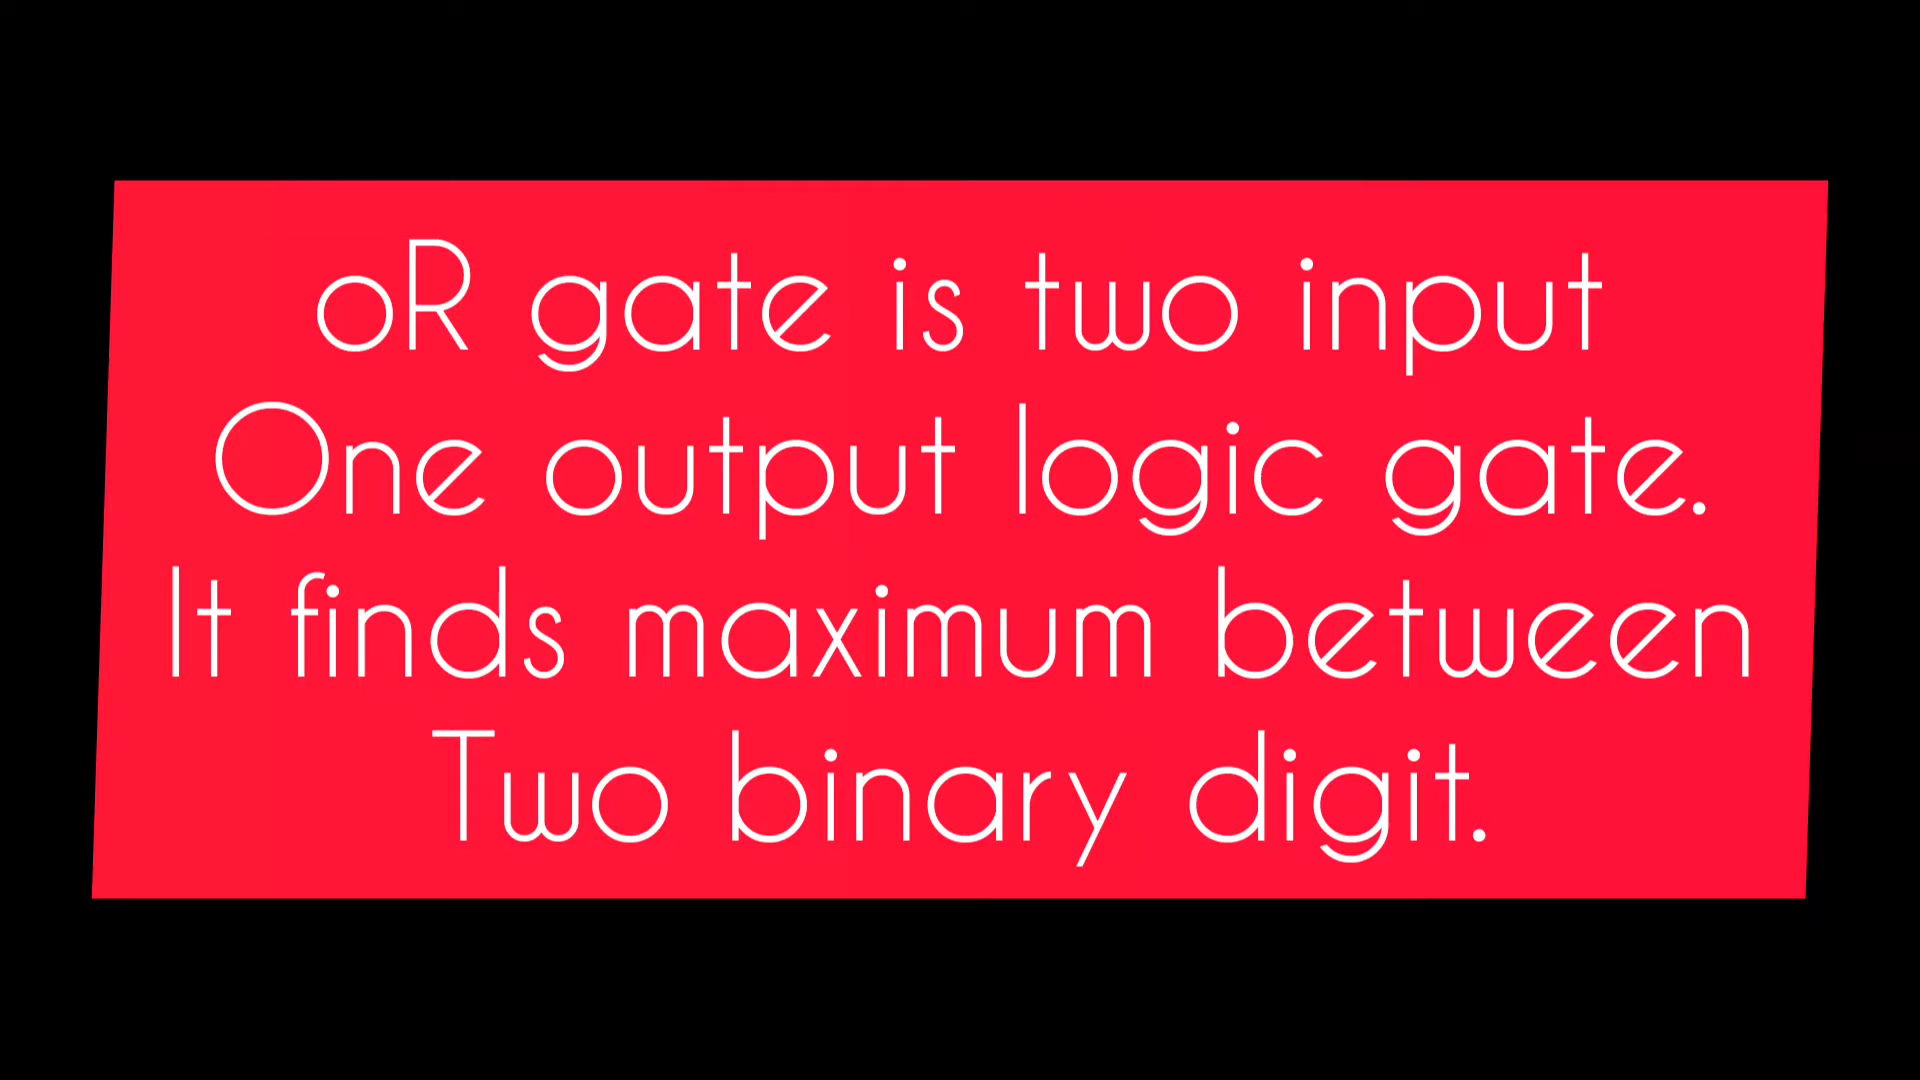 oR gate is two input
One output logic gate.
It finds maximum between
Two binary digit.